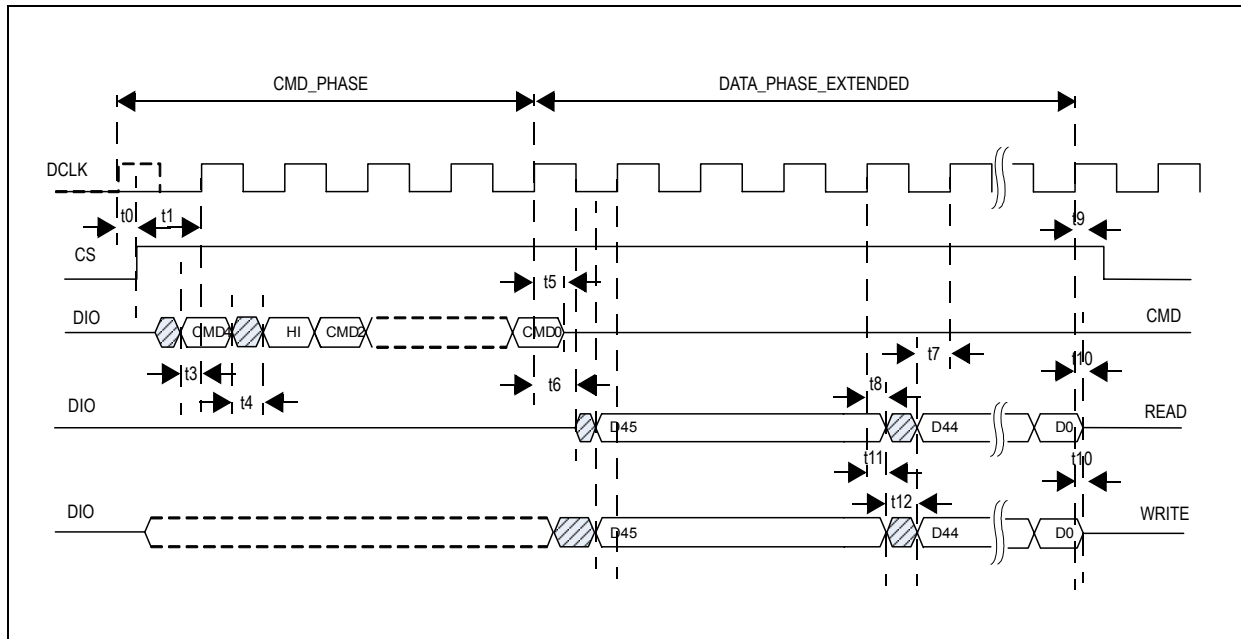 CMD_PHASE DATA_PHASE_EXTENDED
DCLK
t0 t1 t9
CS
t5
DIO CMD4 HI CMD2 CMD0 CMD
t7
t3 t6 t8 t10
t4
DIO D45 D44 D0 READ
t11 t10
t12
DIO D45 D44 D0 WRITE